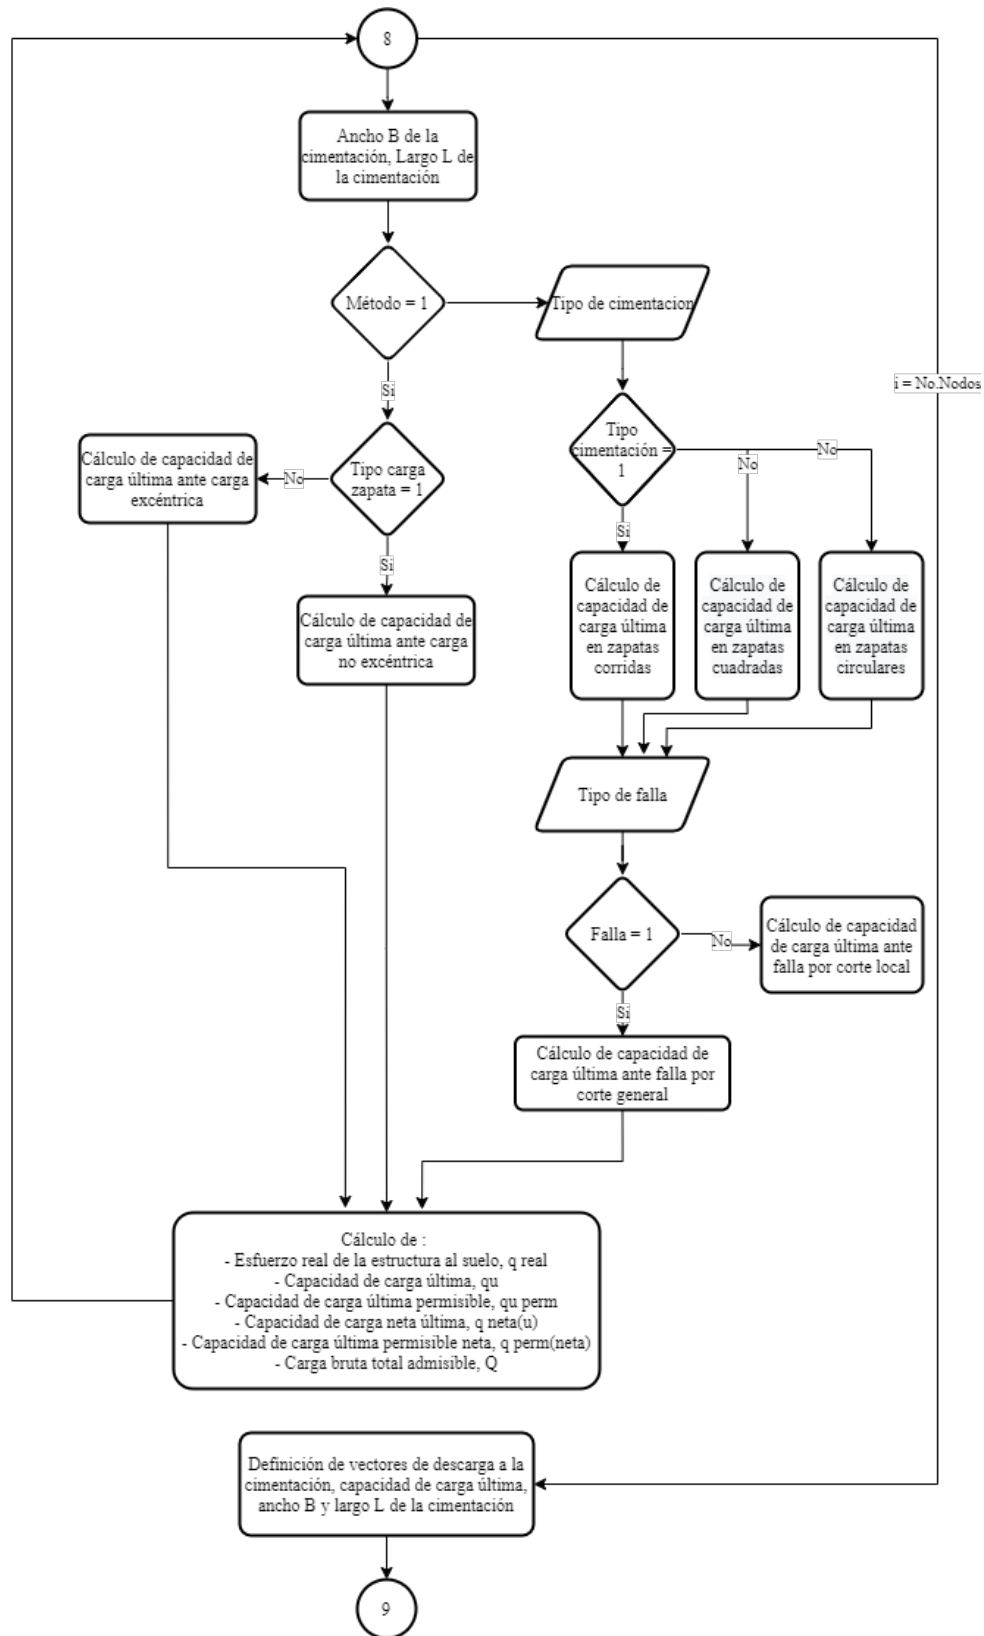 8
Ancho B de la
cimentación, Largo L de
la cimentación
Método = 1
Tipo de cimentacion
i = No.Nodos
Si
Tipo
cimentación =
1
No
No
Cálculo de capacidad de
carga última ante carga
excéntrica
No
Tipo carga
zapata = 1
Si
Si
Cálculo de
capacidad de
carga última
en zapatas
corridas
Cálculo de
capacidad de
carga última
en zapatas
cuadradas
Cálculo de
capacidad de
carga última
en zapatas
circulares
Cálculo de capacidad de
carga última ante carga
no excéntrica
Tipo de falla
Falla = 1
No
Cálculo de capacidad
de carga última ante
falla por corte local
Si
Cálculo de capacidad de
carga última ante falla por
corte general
Cálculo de :
- Esfuerzo real de la estructura al suelo, q real
- Capacidad de carga última, qu
- Capacidad de carga última permisible, qu perm
- Capacidad de carga neta última, q neta(u)
- Capacidad de carga última permisible neta, q perm(neta)
- Carga bruta total admisible, Q
Definición de vectores de descarga a la
cimentación, capacidad de carga última,
ancho B y largo L de la cimentación
9